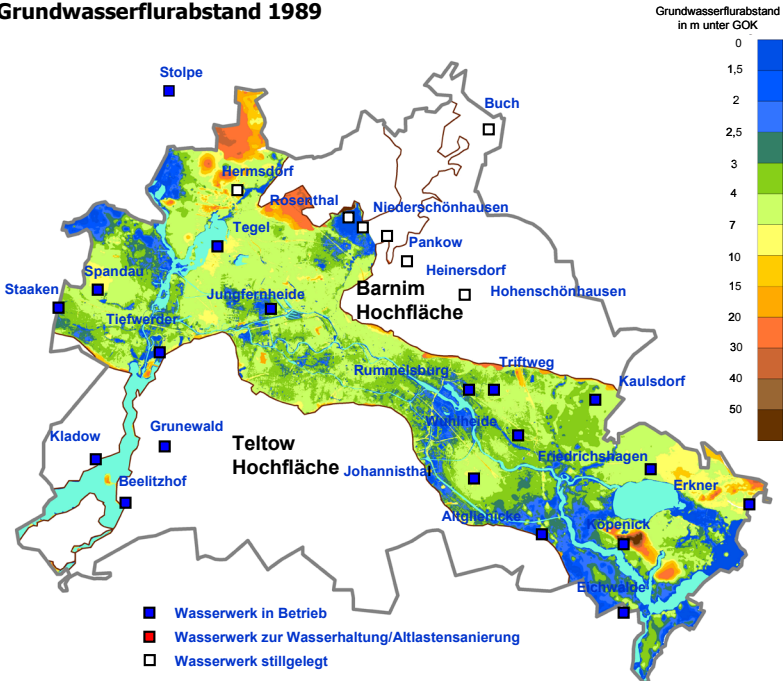 Grundwasserflurabstand 1989
Grundwasserflurabstand
in m unter GOK
0
1,5
2
2,5
3
4
7
10
15
20
30
40
50
Stolpe
Buch
Hermsdorf
Rosenthal
Niederschönhausen
Tegel
Pankow
Heinersdorf
Spandau
Staaken
Jungfernheide
Barnim
Hochfläche
Hohenschönhausen
Tiefwerder
Rummelsburg
Triftweg
Kaulsdorf
Wuhlheide
Kladow
Grunewald
Teltow
Hochfläche
Johannisthal
Friedrichshagen
Erkner
Beelitzhof
Altglienicke
Köpenick
Eichwalde
Wasserwerk in Betrieb
Wasserwerk zur Wasserhaltung/Altlastensanierung
Wasserwerk stillgelegt